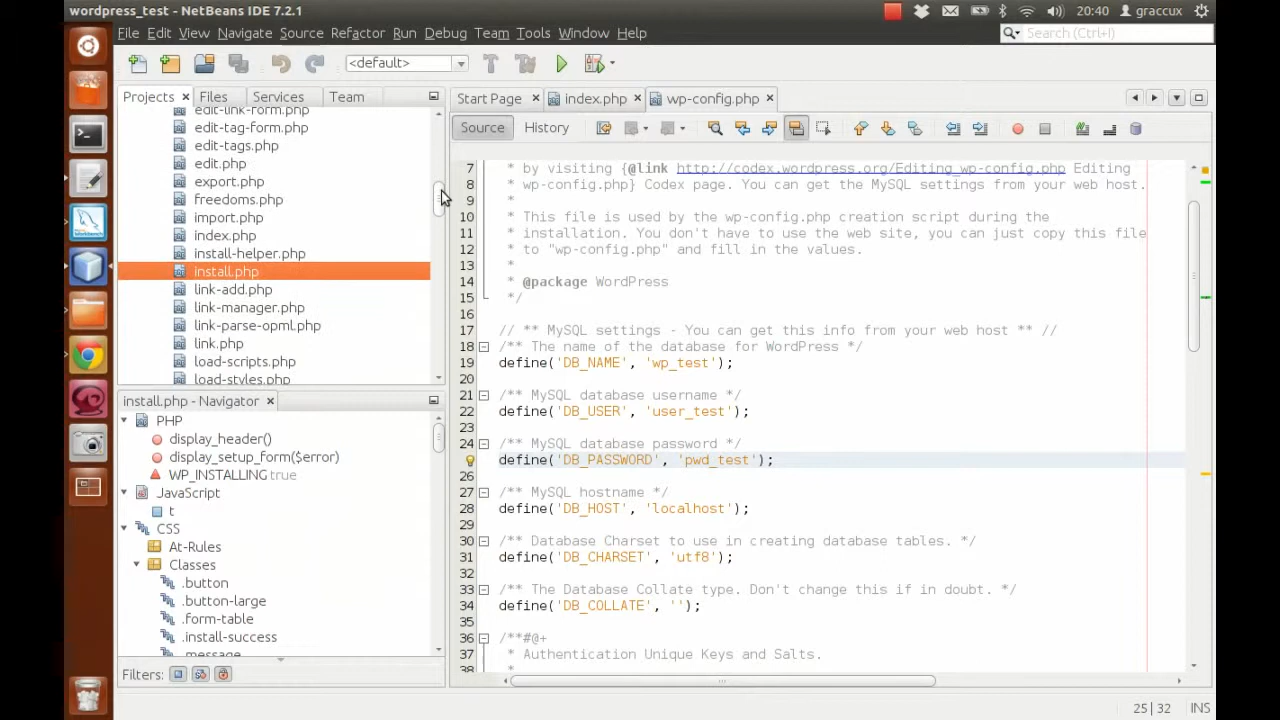 wordpress_test - NetBeans IDE 7.2.1
20:40 graccux
File Edit View Navigate Source Refactor Run Debug Team Tools Window Help
Search (Ctrl+I)
<default>
Projects Files Services Team
edit-link-form.php
edit-tag-form.php
edit-tags.php
edit.php
export.php
freedoms.php
import.php
index.php
install-helper.php
install.php
link-add.php
link-manager.php
link-parse-opml.php
link.php
load-scripts.php
load-styles.php
install.php - Navigator
PHP
display_header()
display_setup_form($error)
WP_INSTALLING true
JavaScript
t
CSS
At-Rules
Classes
.button
.button-large
.form-table
.install-success
.message
Filters:
Start Page index.php wp-config.php
Source History
7 * by visiting {@link http://codex.wordpress.org/Editing_wp-config.php Editing
8 * wp-config.php} Codex page. You can get the MySQL settings from your web host.
9 *
10 * This file is used by the wp-config.php creation script during the
11 * installation. You don't have to use the web site, you can just copy this file
12 * to "wp-config.php" and fill in the values.
13 *
14 * @package WordPress
15 */
16
17 // ** MySQL settings - You can get this info from your web host ** //
18 /** The name of the database for WordPress */
19 define('DB_NAME', 'wp_test');
20
21 /** MySQL database username */
22 define('DB_USER', 'user_test');
23
24 /** MySQL database password */
define('DB_PASSWORD', 'pwd_test');
26
27 /** MySQL hostname */
28 define('DB_HOST', 'localhost');
29
30 /** Database Charset to use in creating database tables. */
31 define('DB_CHARSET', 'utf8');
32
33 /** The Database Collate type. Don't change this if in doubt. */
34 define('DB_COLLATE', '');
35
36 /**#@+
37 * Authentication Unique Keys and Salts.
38 *
25 | 32 INS